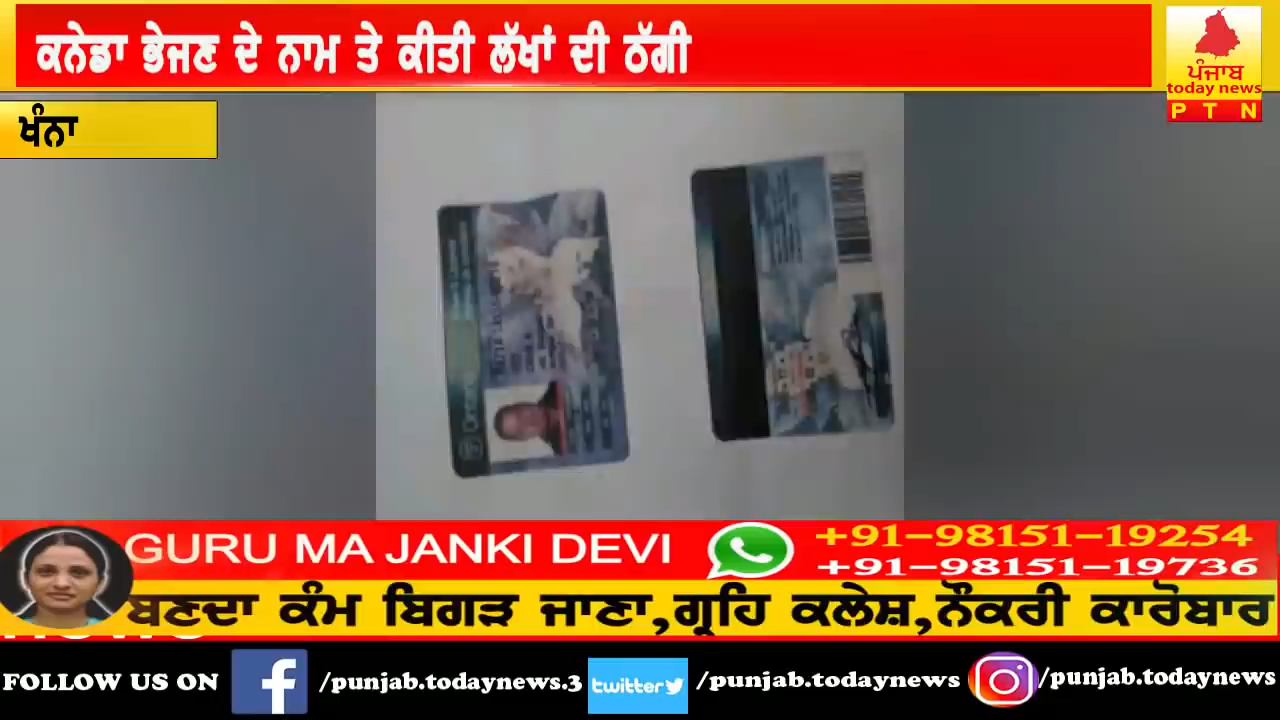 ਕਨੇਡਾ ਭੇਜਣ ਦੇ ਨਾਮ ਤੇ ਕੀਤੀ ਲੱਖਾਂ ਦੀ ਠੱਗੀ
ਪੰਜਾਬ
today news
PTN
ਖੰਨਾ
GURU MA JANKI DEVI
+91-98151-19254
+91-98151-19736
ਬਣਦਾ ਕੰਮ ਬਿਗੜ ਜਾਣਾ,ਗ੍ਰਹਿ ਕਲੇਸ਼,ਨੌਕਰੀ ਕਾਰੋਬਾਰ
FOLLOW US ON /punjab.todaynews.3 twitter /punjab.todaynews /punjab.todaynews